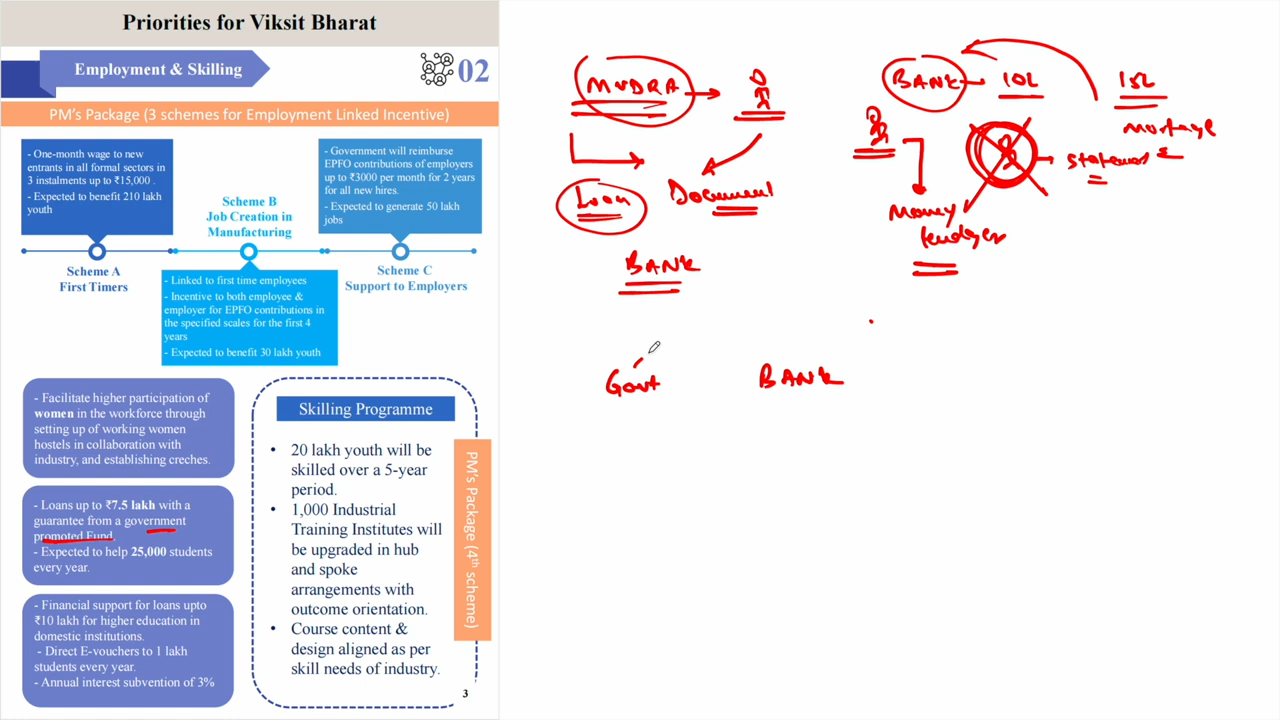 Priorities for Viksit Bharat
Employment & Skilling
02
PM's Package (3 schemes for Employment Linked Incentive)
- One-month wage to new
entrants in all formal sectors in
3 instalments up to ₹15,000 .
- Expected to benefit 210 lakh
youth
Scheme A
First Timers
Scheme B
Job Creation in
Manufacturing
- Linked to first time employees
- Incentive to both employee &
employer for EPFO contributions in
the specified scales for the first 4
years
- Expected to benefit 30 lakh youth
- Government will reimburse
EPFO contributions of employers
up to ₹3000 per month for 2 years
for all new hires.
- Expected to generate 50 lakh
jobs
Scheme C
Support to Employers
- Facilitate higher participation of
women in the workforce through
setting up of working women
hostels in collaboration with
industry, and establishing creches.
- Loans up to ₹7.5 lakh with a
guarantee from a government
promoted Fund.
- Expected to help 25,000 students
every year.
- Financial support for loans upto
₹10 lakh for higher education in
domestic institutions.
- Direct E-vouchers to 1 lakh
students every year.
- Annual interest subvention of 3%
Skilling Programme
• 20 lakh youth will be
skilled over a 5-year
period.
• 1,000 Industrial
Training Institutes will
be upgraded in hub
and spoke
arrangements with
outcome orientation.
• Course content &
design aligned as per
skill needs of industry.
PM's Package (4th scheme)
3
MUDRA
Loan
Document
BANK
BANK
10L
15L
Money
Govt
BANK